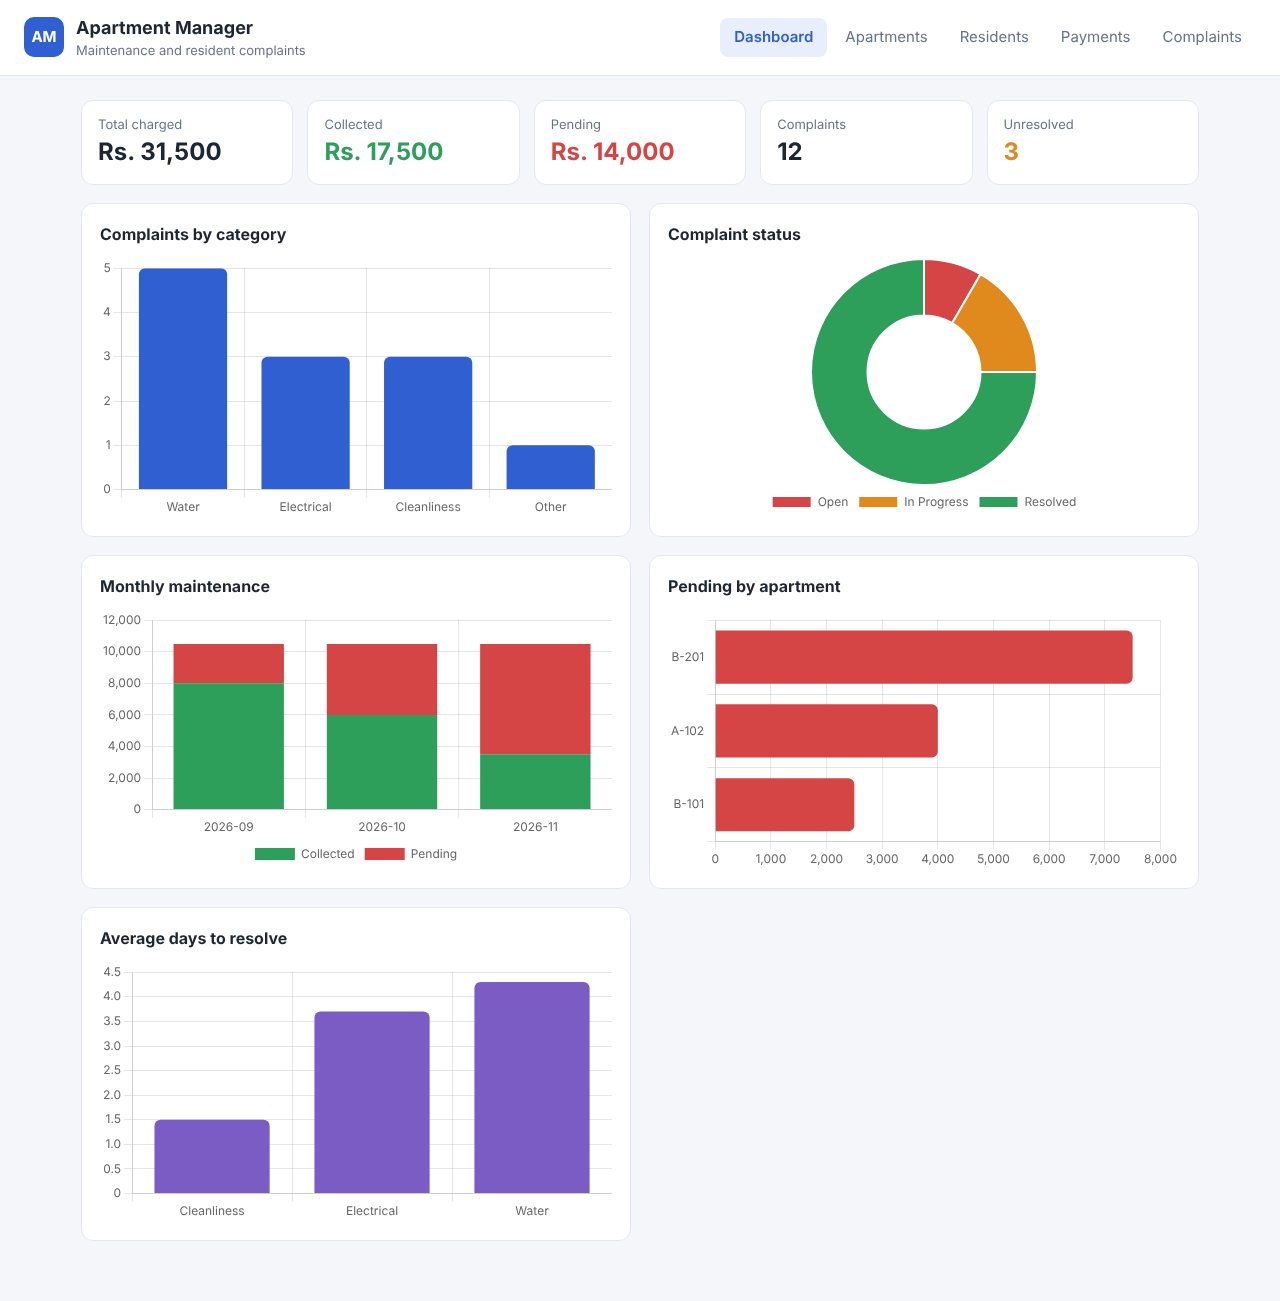 AM
Apartment Manager
Maintenance and resident complaints
Dashboard Apartments Residents Payments Complaints
Total charged
Rs. 31,500
Collected
Rs. 17,500
Pending
Rs. 14,000
Complaints
12
Unresolved
3
Complaints by category
5
4
3
2
1
0
Water Electrical Cleanliness Other
Complaint status
Open In Progress Resolved
Monthly maintenance
12,000
10,000
8,000
6,000
4,000
2,000
0
2026-09 2026-10 2026-11
Collected Pending
Pending by apartment
B-201
A-102
B-101
0 1,000 2,000 3,000 4,000 5,000 6,000 7,000 8,000
Average days to resolve
4.5
4.0
3.5
3.0
2.5
2.0
1.5
1.0
0.5
0
Cleanliness Electrical Water